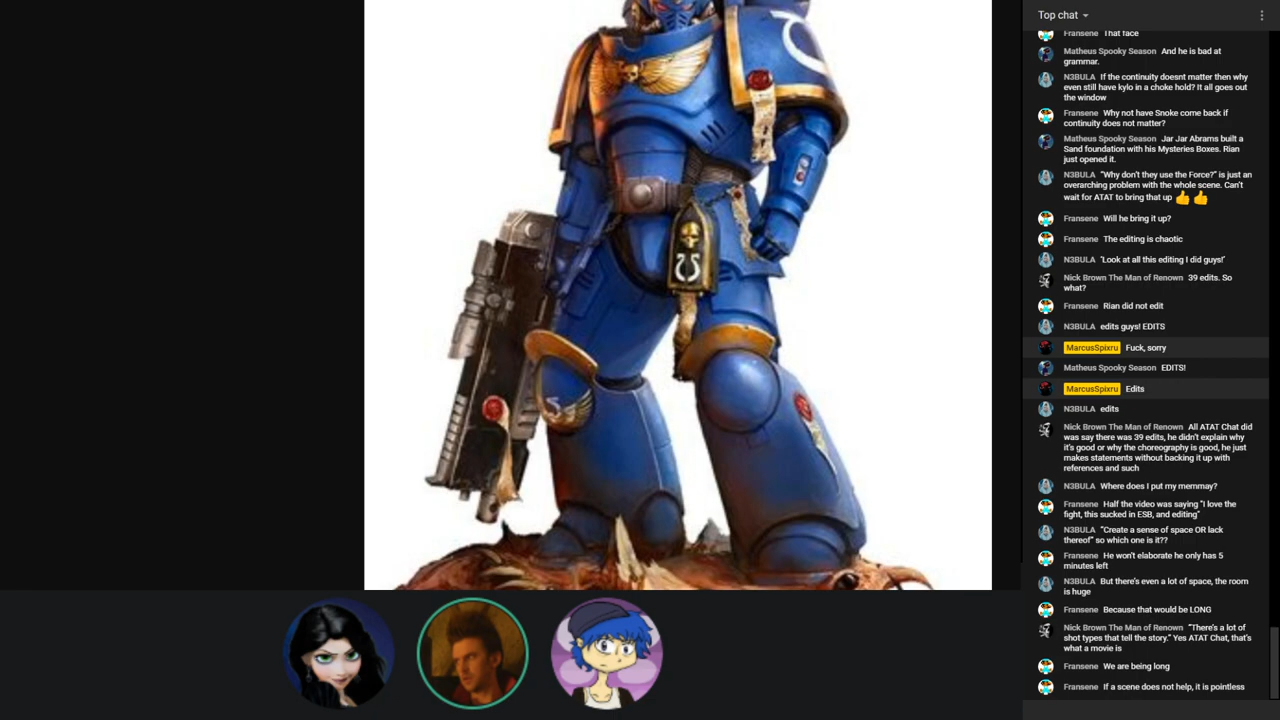 Top chat
Fransene That face
Matheus Spooky Season And he is bad at
grammar.
N3BULA If the continuity doesnt matter then why
even still have kylo in a choke hold? It all goes out
the window
Fransene Why not have Snoke come back if
continuity does not matter?
Matheus Spooky Season Jar Jar Abrams built a
Sand foundation with his Mysteries Boxes. Rian
just opened it.
N3BULA “Why don’t they use the Force?” is just an
overarching problem with the whole scene. Can’t
wait for ATAT to bring that up 👍👍
Fransene Will he bring it up?
Fransene The editing is chaotic
N3BULA ‘Look at all this editing I did guys!’
Nick Brown The Man of Renown 39 edits. So
what?
Fransene Rian did not edit
N3BULA edits guys! EDITS
MarcusSpixru Fuck, sorry
Matheus Spooky Season EDITS!
MarcusSpixru Edits
N3BULA edits
Nick Brown The Man of Renown All ATAT Chat did
was say there was 39 edits, he didn’t explain why
it’s good or why the choreography is good, he just
makes statements without backing it up with
references and such
N3BULA Where does I put my memmay?
Fransene Half the video was saying "I love the
fight, this sucked in ESB, and editing"
N3BULA “Create a sense of space OR lack
thereof” so which one is it??
Fransene He won't elaborate he only has 5
minutes left
N3BULA But there’s even a lot of space, the room
is huge
Fransene Because that would be LONG
Nick Brown The Man of Renown “There’s a lot of
shot types that tell the story.” Yes ATAT Chat, that’s
what a movie is
Fransene We are being long
Fransene If a scene does not help, it is pointless